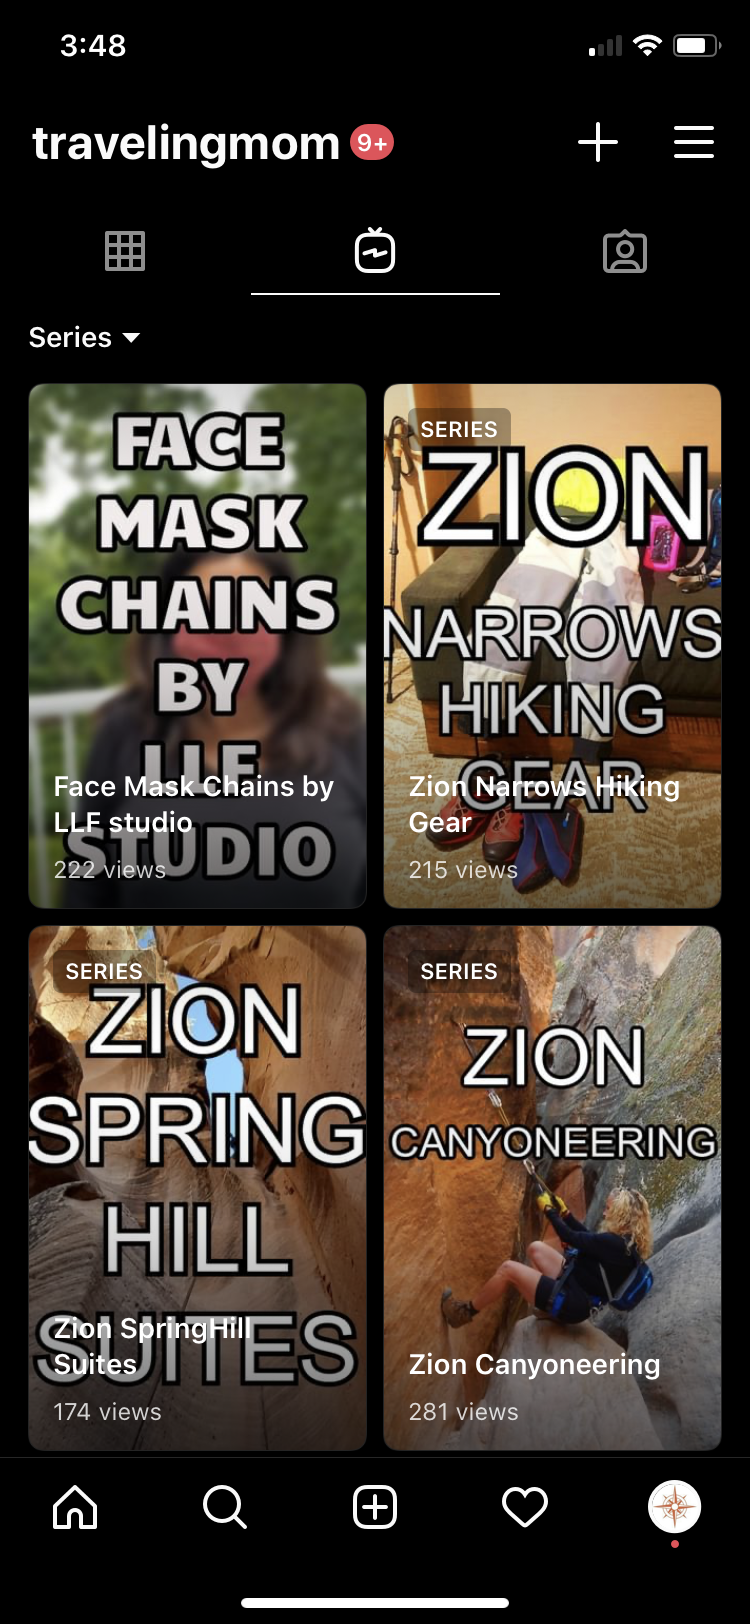 3:48
travelingmom 9+
Series
FACE
MASK
CHAINS
BY
LLF
STUDIO
Face Mask Chains by
LLF studio
222 views
SERIES
ZION
NARROWS
HIKING
GEAR
Zion Narrows Hiking
Gear
215 views
SERIES
ZION
SPRING
HILL
SUITES
Zion SpringHill
Suites
174 views
SERIES
ZION
CANYONEERING
Zion Canyoneering
281 views